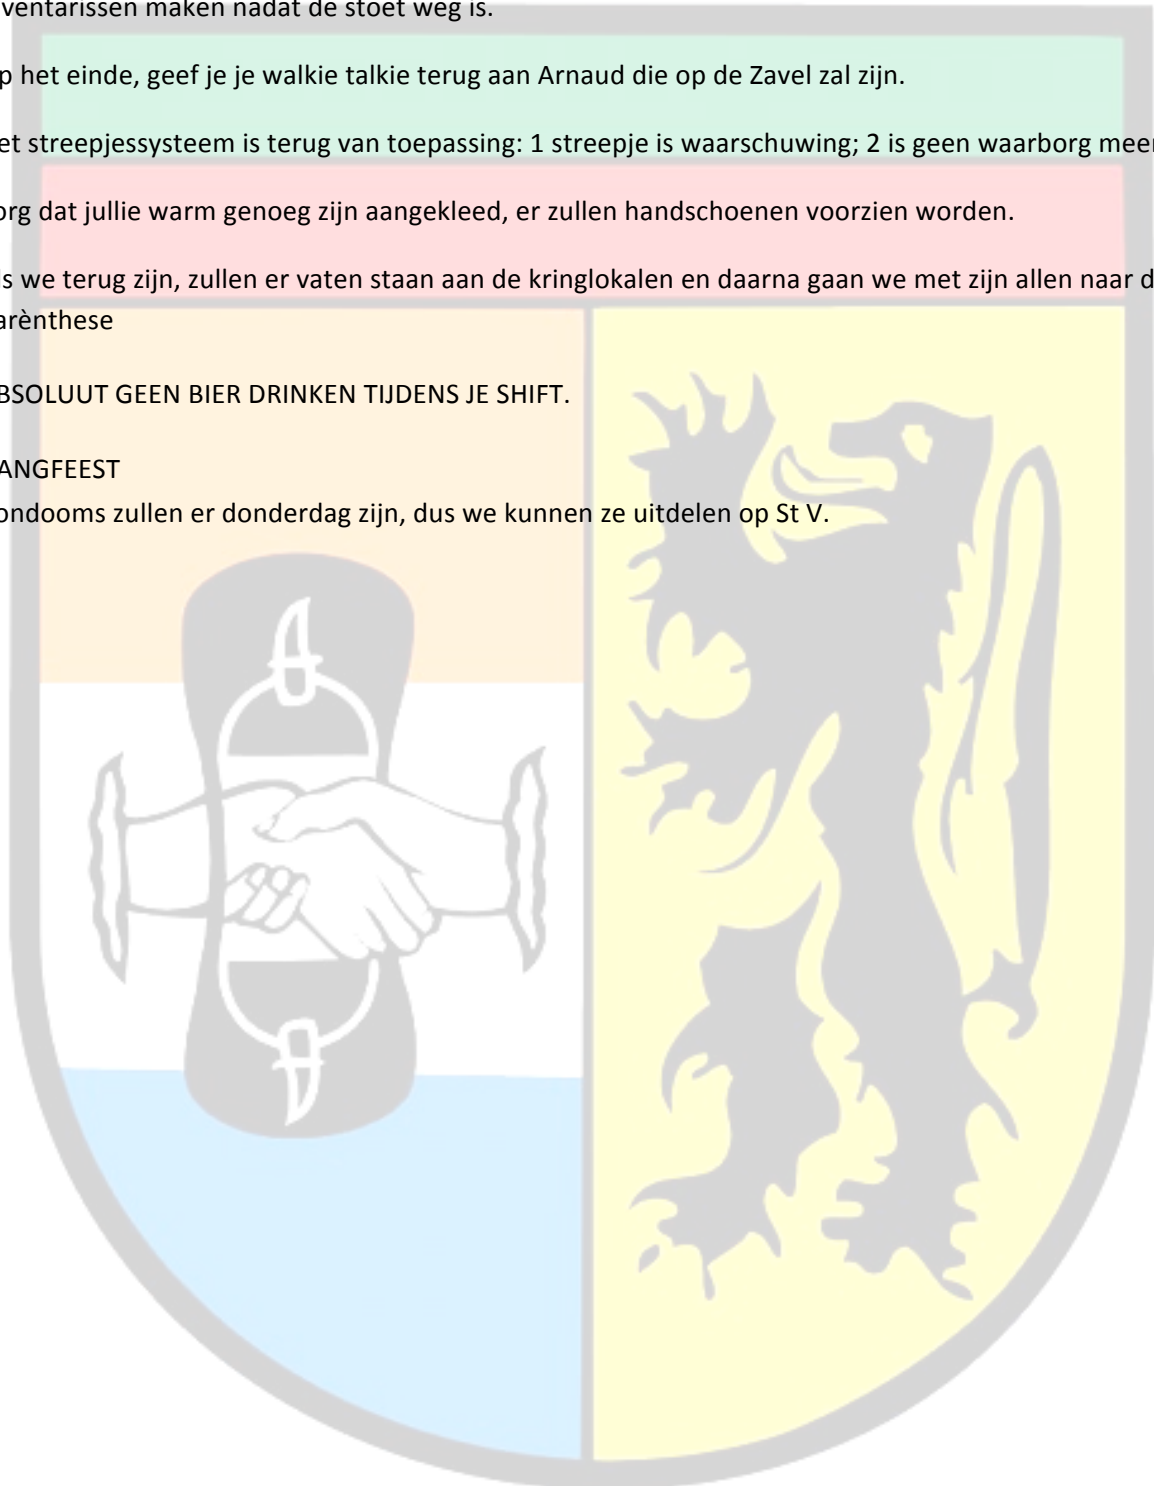 ventarissen maken nadat de stoet weg is.
p het einde, geef je je walkie talkie terug aan Arnaud die op de Zavel zal zijn.
et streepjessysteem is terug van toepassing: 1 streepje is waarschuwing; 2 is geen waarborg meer
org dat jullie warm genoeg zijn aangekleed, er zullen handschoenen voorzien worden.
ls we terug zijn, zullen er vaten staan aan de kringlokalen en daarna gaan we met zijn allen naar d
arènthese
BSOLUUT GEEN BIER DRINKEN TIJDENS JE SHIFT.
ANGFEEST
ondooms zullen er donderdag zijn, dus we kunnen ze uitdelen op St V.